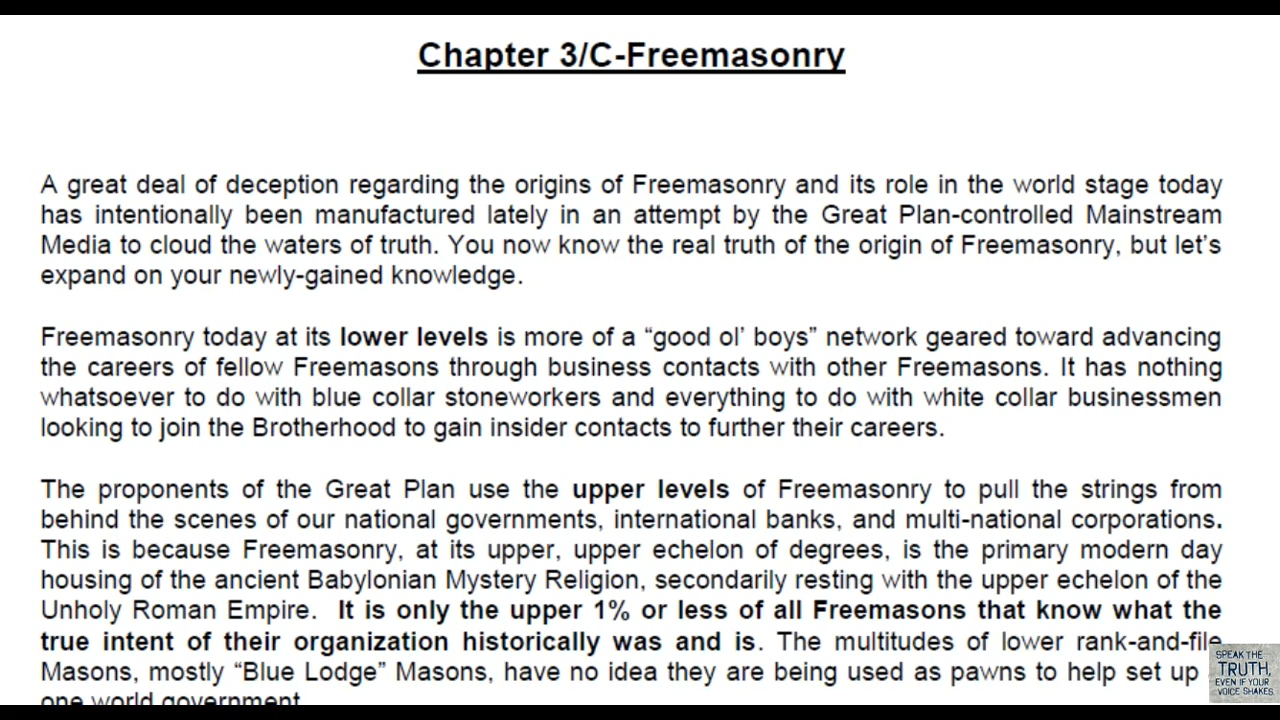 Chapter 3/C-Freemasonry
A great deal of deception regarding the origins of Freemasonry and its role in the world stage today
has intentionally been manufactured lately in an attempt by the Great Plan-controlled Mainstream
Media to cloud the waters of truth. You now know the real truth of the origin of Freemasonry, but let's
expand on your newly-gained knowledge.
Freemasonry today at its lower levels is more of a “good ol’ boys” network geared toward advancing
the careers of fellow Freemasons through business contacts with other Freemasons. It has nothing
whatsoever to do with blue collar stoneworkers and everything to do with white collar businessmen
looking to join the Brotherhood to gain insider contacts to further their careers.
The proponents of the Great Plan use the upper levels of Freemasonry to pull the strings from
behind the scenes of our national governments, international banks, and multi-national corporations.
This is because Freemasonry, at its upper, upper echelon of degrees, is the primary modern day
housing of the ancient Babylonian Mystery Religion, secondarily resting with the upper echelon of the
Unholy Roman Empire. It is only the upper 1% or less of all Freemasons that know what the
true intent of their organization historically was and is. The multitudes of lower rank-and-file
Masons, mostly “Blue Lodge” Masons, have no idea they are being used as pawns to help set up
one world government
SPEAK THE
TRUTH,
EVEN IF YOUR
VOICE SHAKES